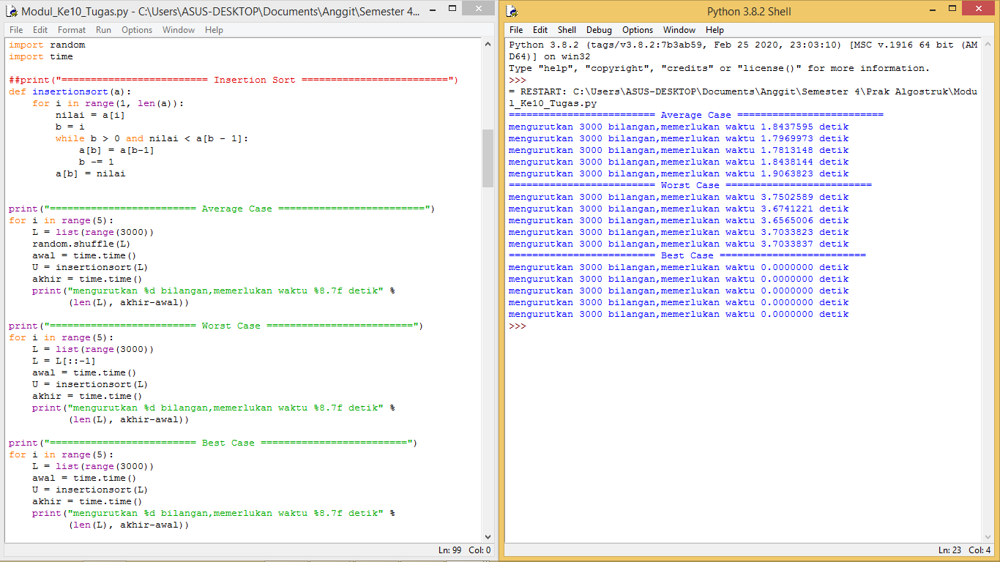 Modul_Ke10_Tugas.py - C:\Users\ASUS-DESKTOP\Documents\Anggit\Semester 4...
File Edit Format Run Options Window Help
import random
import time
##print("========================= Insertion Sort =========================")
def insertionsort(a):
    for i in range(1, len(a)):
        nilai = a[i]
        b = i
        while b > 0 and nilai < a[b - 1]:
            a[b] = a[b-1]
            b -= 1
        a[b] = nilai
print("========================= Average Case =========================")
for i in range(5):
    L = list(range(3000))
    random.shuffle(L)
    awal = time.time()
    U = insertionsort(L)
    akhir = time.time()
    print("mengurutkan %d bilangan,memerlukan waktu %8.7f detik" %
          (len(L), akhir-awal))
print("========================= Worst Case =========================")
for i in range(5):
    L = list(range(3000))
    L = L[::-1]
    awal = time.time()
    U = insertionsort(L)
    akhir = time.time()
    print("mengurutkan %d bilangan,memerlukan waktu %8.7f detik" %
          (len(L), akhir-awal))
print("========================= Best Case =========================")
for i in range(5):
    L = list(range(3000))
    awal = time.time()
    U = insertionsort(L)
    akhir = time.time()
    print("mengurutkan %d bilangan,memerlukan waktu %8.7f detik" %
          (len(L), akhir-awal))
Ln: 99 Col: 0
Python 3.8.2 Shell
File Edit Shell Debug Options Window Help
Python 3.8.2 (tags/v3.8.2:7b3ab59, Feb 25 2020, 23:03:10) [MSC v.1916 64 bit (AM
D64)] on win32
Type "help", "copyright", "credits" or "license()" for more information.
>>>
= RESTART: C:\Users\ASUS-DESKTOP\Documents\Anggit\Semester 4\Prak Algostruk\Modu
l_Ke10_Tugas.py
========================= Average Case =========================
mengurutkan 3000 bilangan,memerlukan waktu 1.8437595 detik
mengurutkan 3000 bilangan,memerlukan waktu 1.7969973 detik
mengurutkan 3000 bilangan,memerlukan waktu 1.7813148 detik
mengurutkan 3000 bilangan,memerlukan waktu 1.8438144 detik
mengurutkan 3000 bilangan,memerlukan waktu 1.9063823 detik
========================= Worst Case =========================
mengurutkan 3000 bilangan,memerlukan waktu 3.7502589 detik
mengurutkan 3000 bilangan,memerlukan waktu 3.6741221 detik
mengurutkan 3000 bilangan,memerlukan waktu 3.6565006 detik
mengurutkan 3000 bilangan,memerlukan waktu 3.7033823 detik
mengurutkan 3000 bilangan,memerlukan waktu 3.7033837 detik
========================= Best Case =========================
mengurutkan 3000 bilangan,memerlukan waktu 0.0000000 detik
mengurutkan 3000 bilangan,memerlukan waktu 0.0000000 detik
mengurutkan 3000 bilangan,memerlukan waktu 0.0000000 detik
mengurutkan 3000 bilangan,memerlukan waktu 0.0000000 detik
mengurutkan 3000 bilangan,memerlukan waktu 0.0000000 detik
>>>
Ln: 23 Col: 4